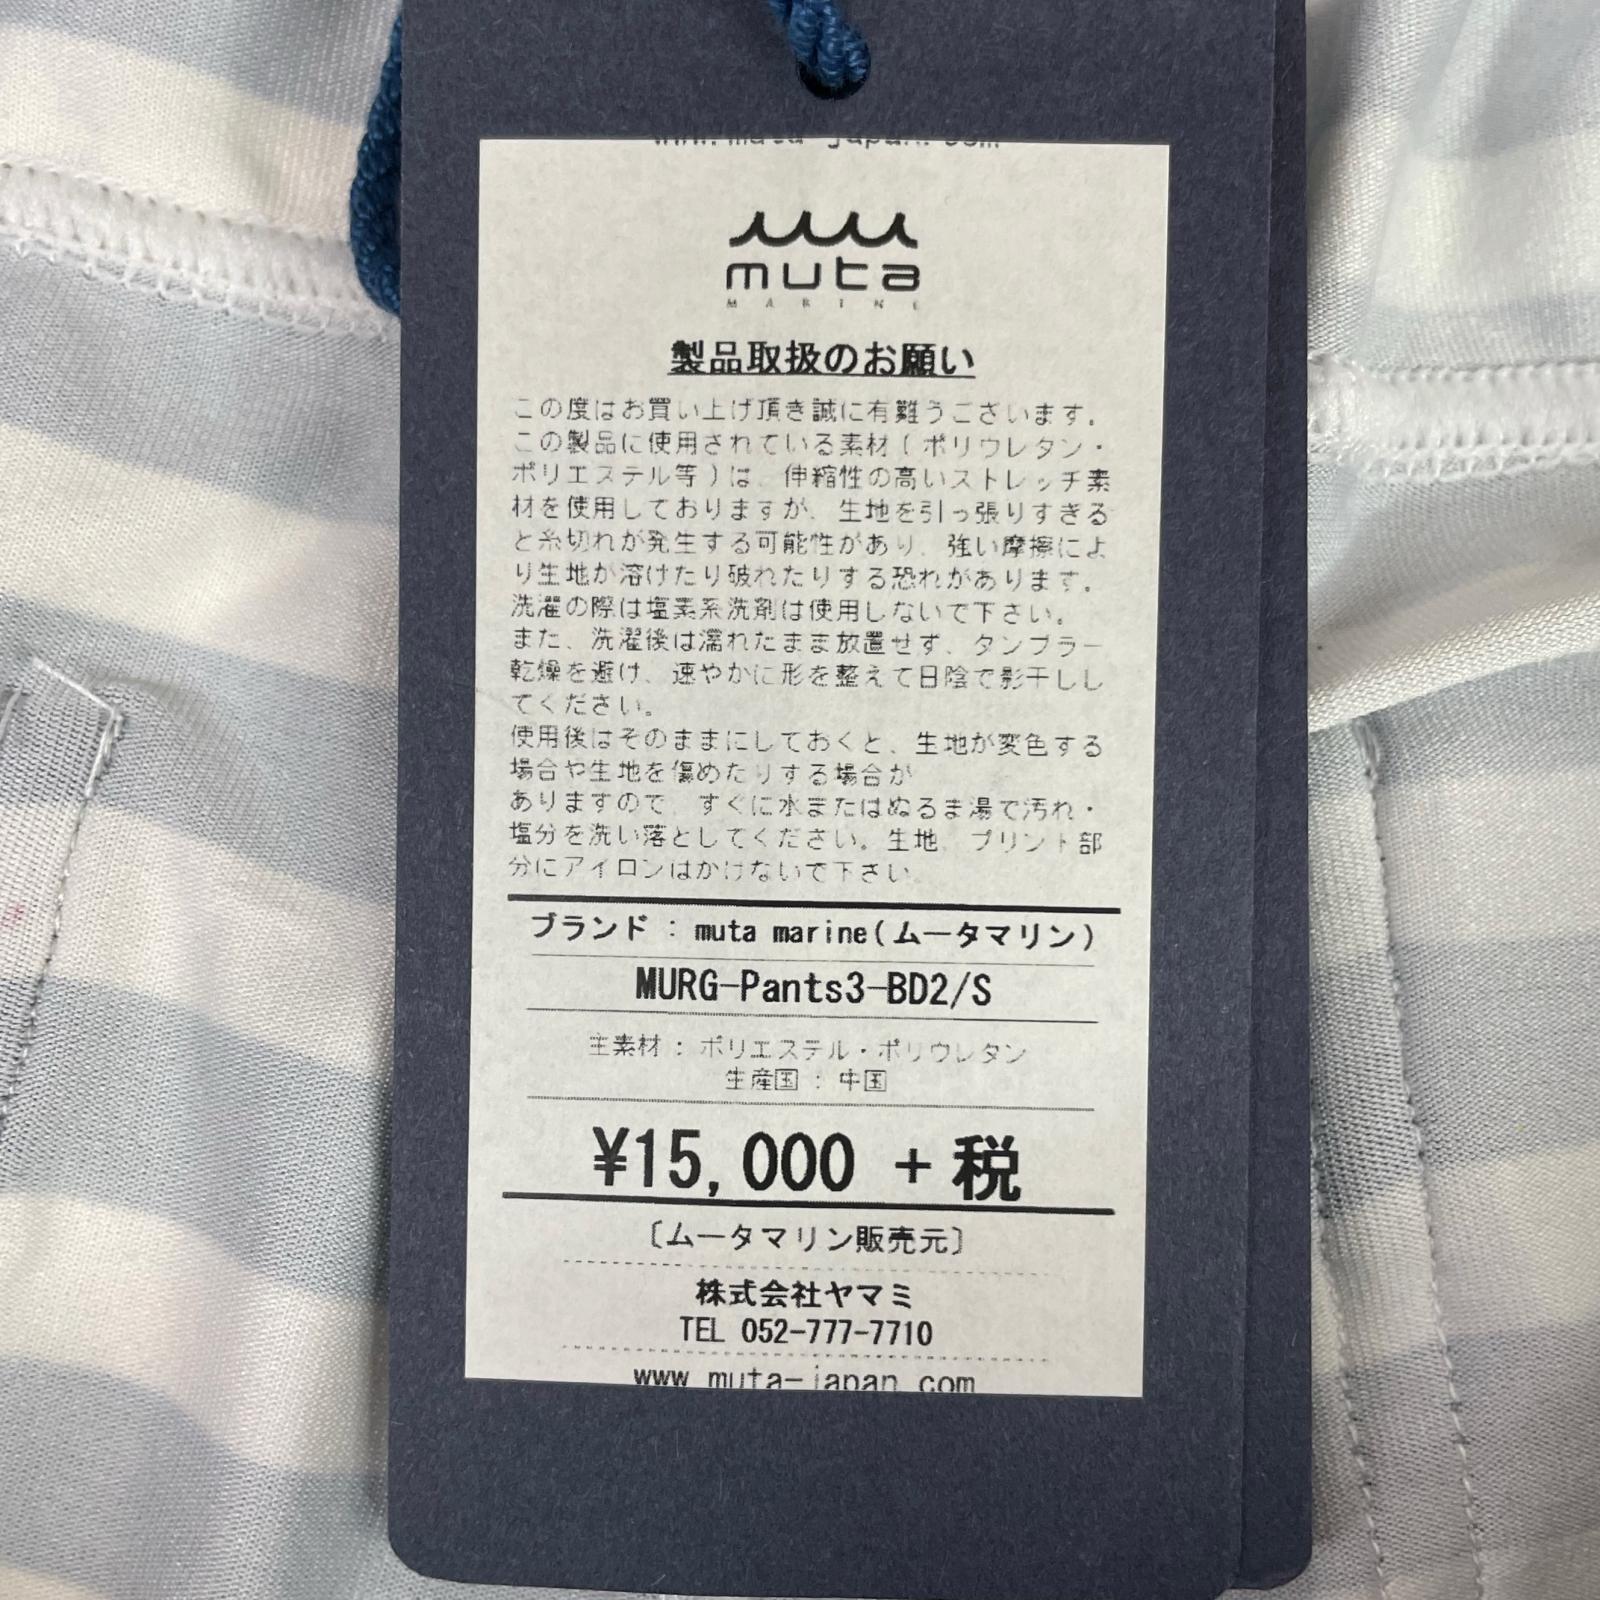 www.muta-japan.com
muta
MARINE
製品取扱のお願い
この度はお買い上げ頂き誠に有難うございます。
この製品に使用されている素材(ポリウレタン・
ポリエステル等)は、伸縮性の高いストレッチ素
材を使用しておりますが、生地を引っ張りすぎる
と糸切れが発生する可能性があり、強い摩擦によ
り生地が溶けたり破れたりする恐れがあります。
洗濯の際は塩素系洗剤は使用しないで下さい。
また、洗濯後は濡れたまま放置せず、タンブラー
乾燥を避け、速やかに形を整えて日陰で影干しし
てください。
使用後はそのままにしておくと、生地が変色する
場合や生地を傷めたりする場合が
ありますので、すぐに水またはぬるま湯で汚れ・
塩分を洗い落としてください。生地、プリント部
分にアイロンはかけないで下さい。
ブランド : muta marine(ムータマリン)
MURG-Pants3-BD2/S
主素材 : ポリエステル・ポリウレタン
生産国 : 中国
¥15,000 + 税
〔ムータマリン販売元〕
株式会社ヤマミ
TEL 052-777-7710
www.muta-japan.com